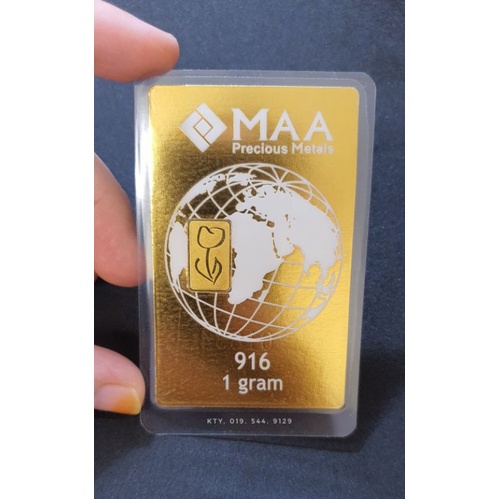 MAA
Precious Metals
916
1 gram
KTY. 019. 544. 9129